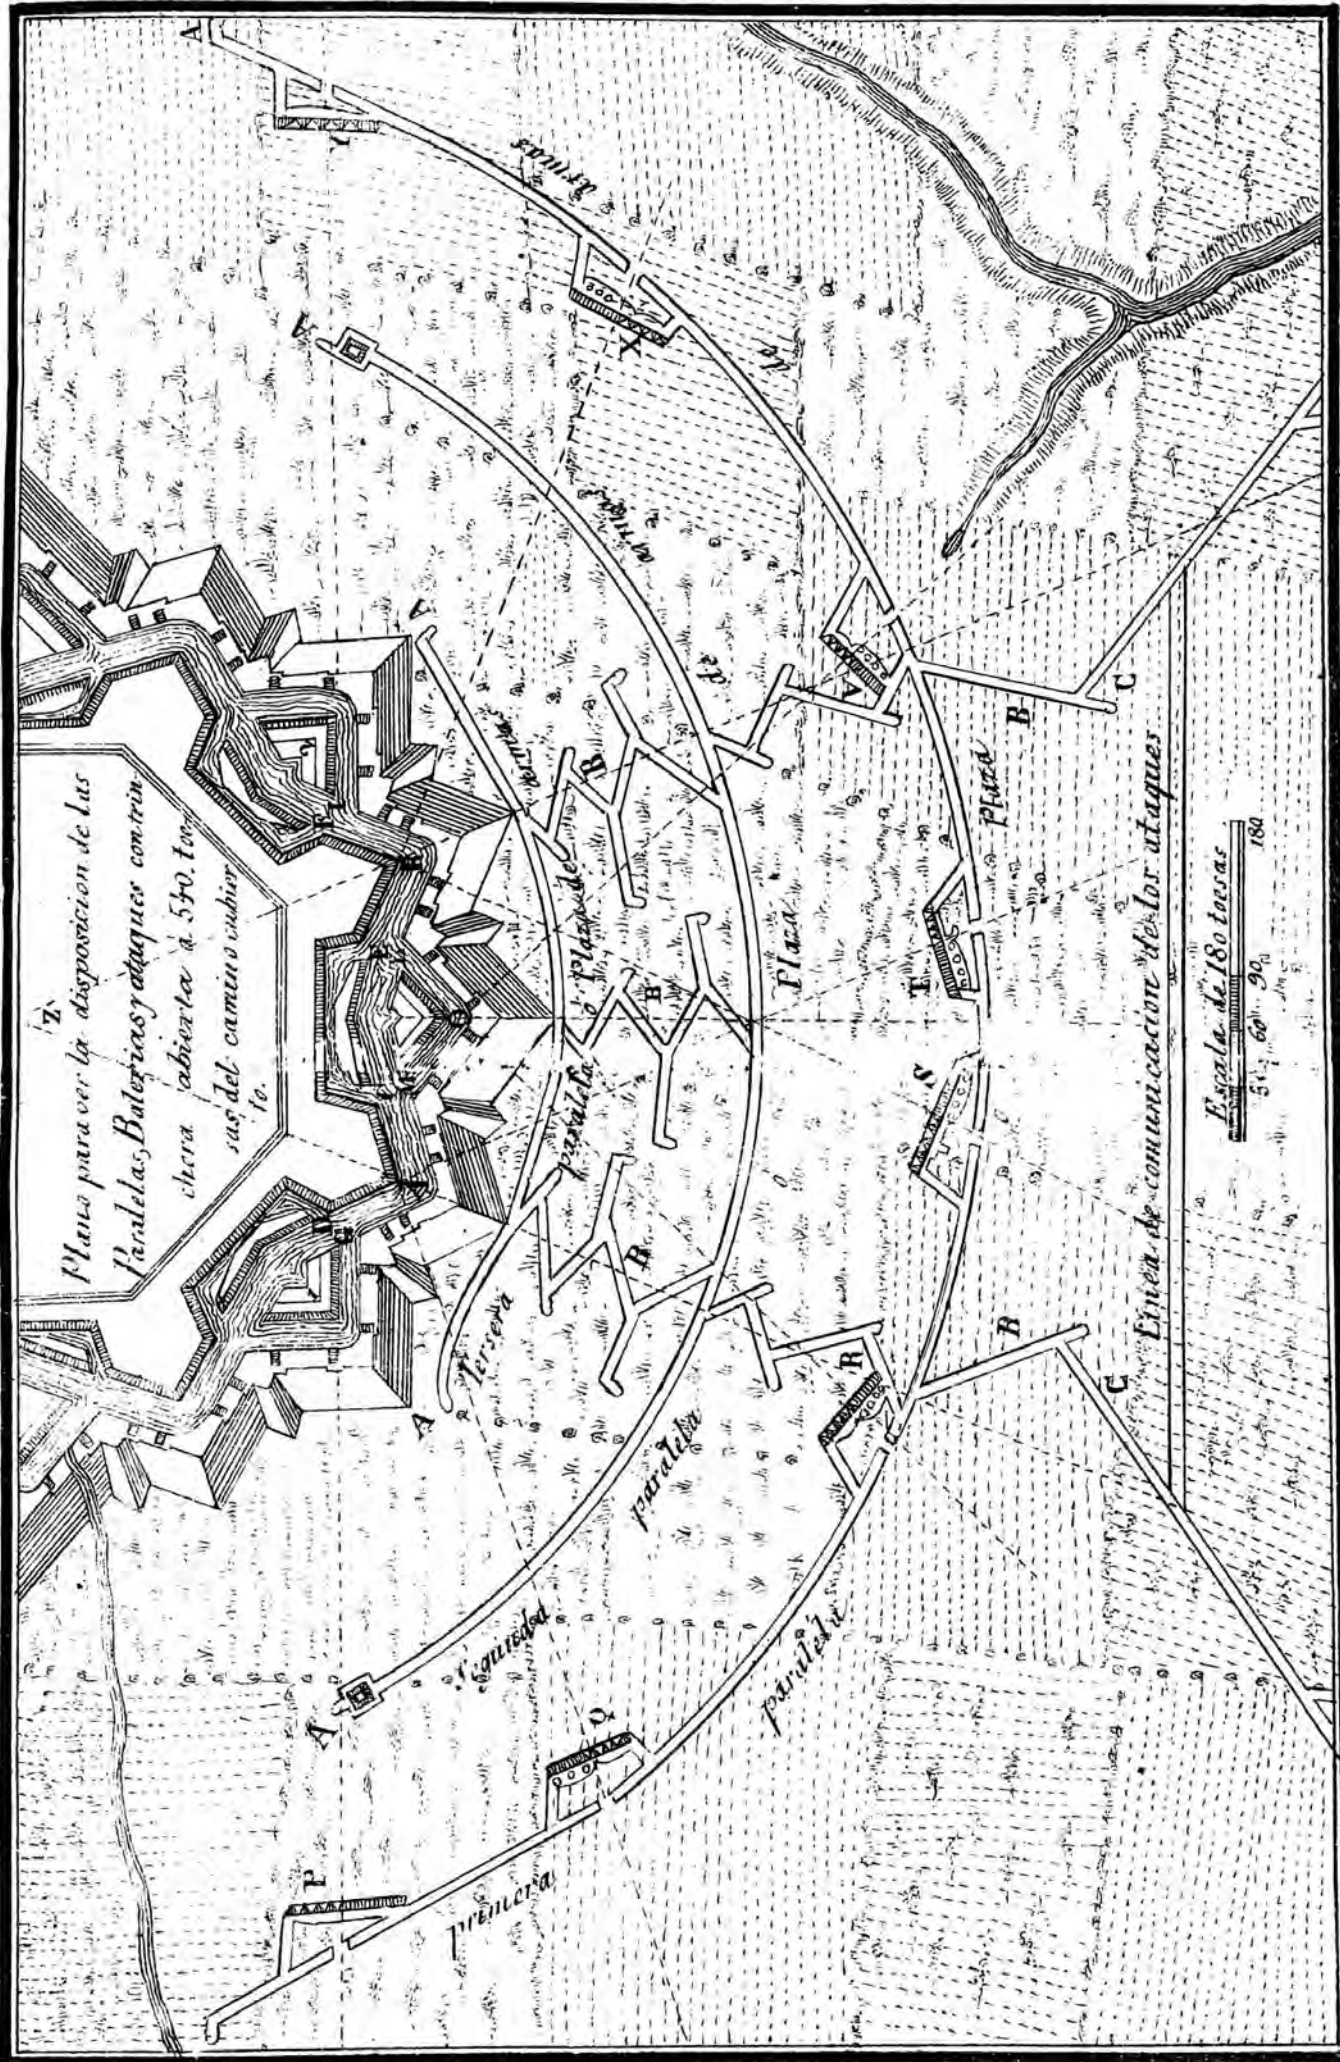 Z
Plano para ver la disposicion de las
Paralelas, Baterias y ataques con trin-
chera abierta à 540. toe-
sas del camino cubier
to.
A
A
A
A
A
A
Primera
paralela
Plaza
de
armas
Segunda
paralela
o
Plaza
de
armas
Tersera
paralela
o plaza de
armas
P
Q
R
S
T
V
X
Y
B
B
B
B
B
C
C
Linea de comunicacion de los ataques
Escala de 180 toesas
60 90 180